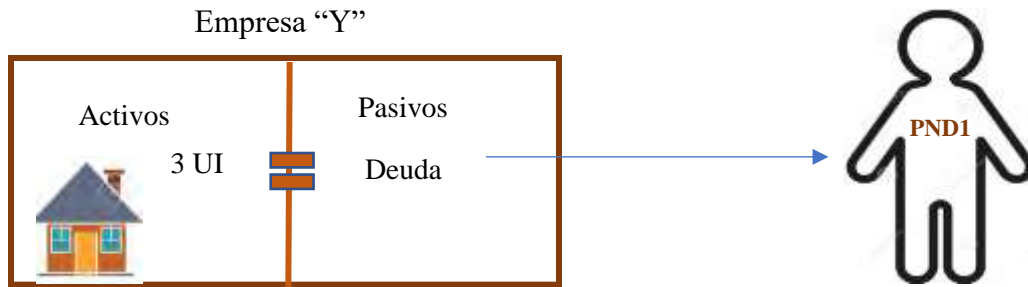 Empresa “Y”
Activos
3 UI
Pasivos
Deuda
PND1